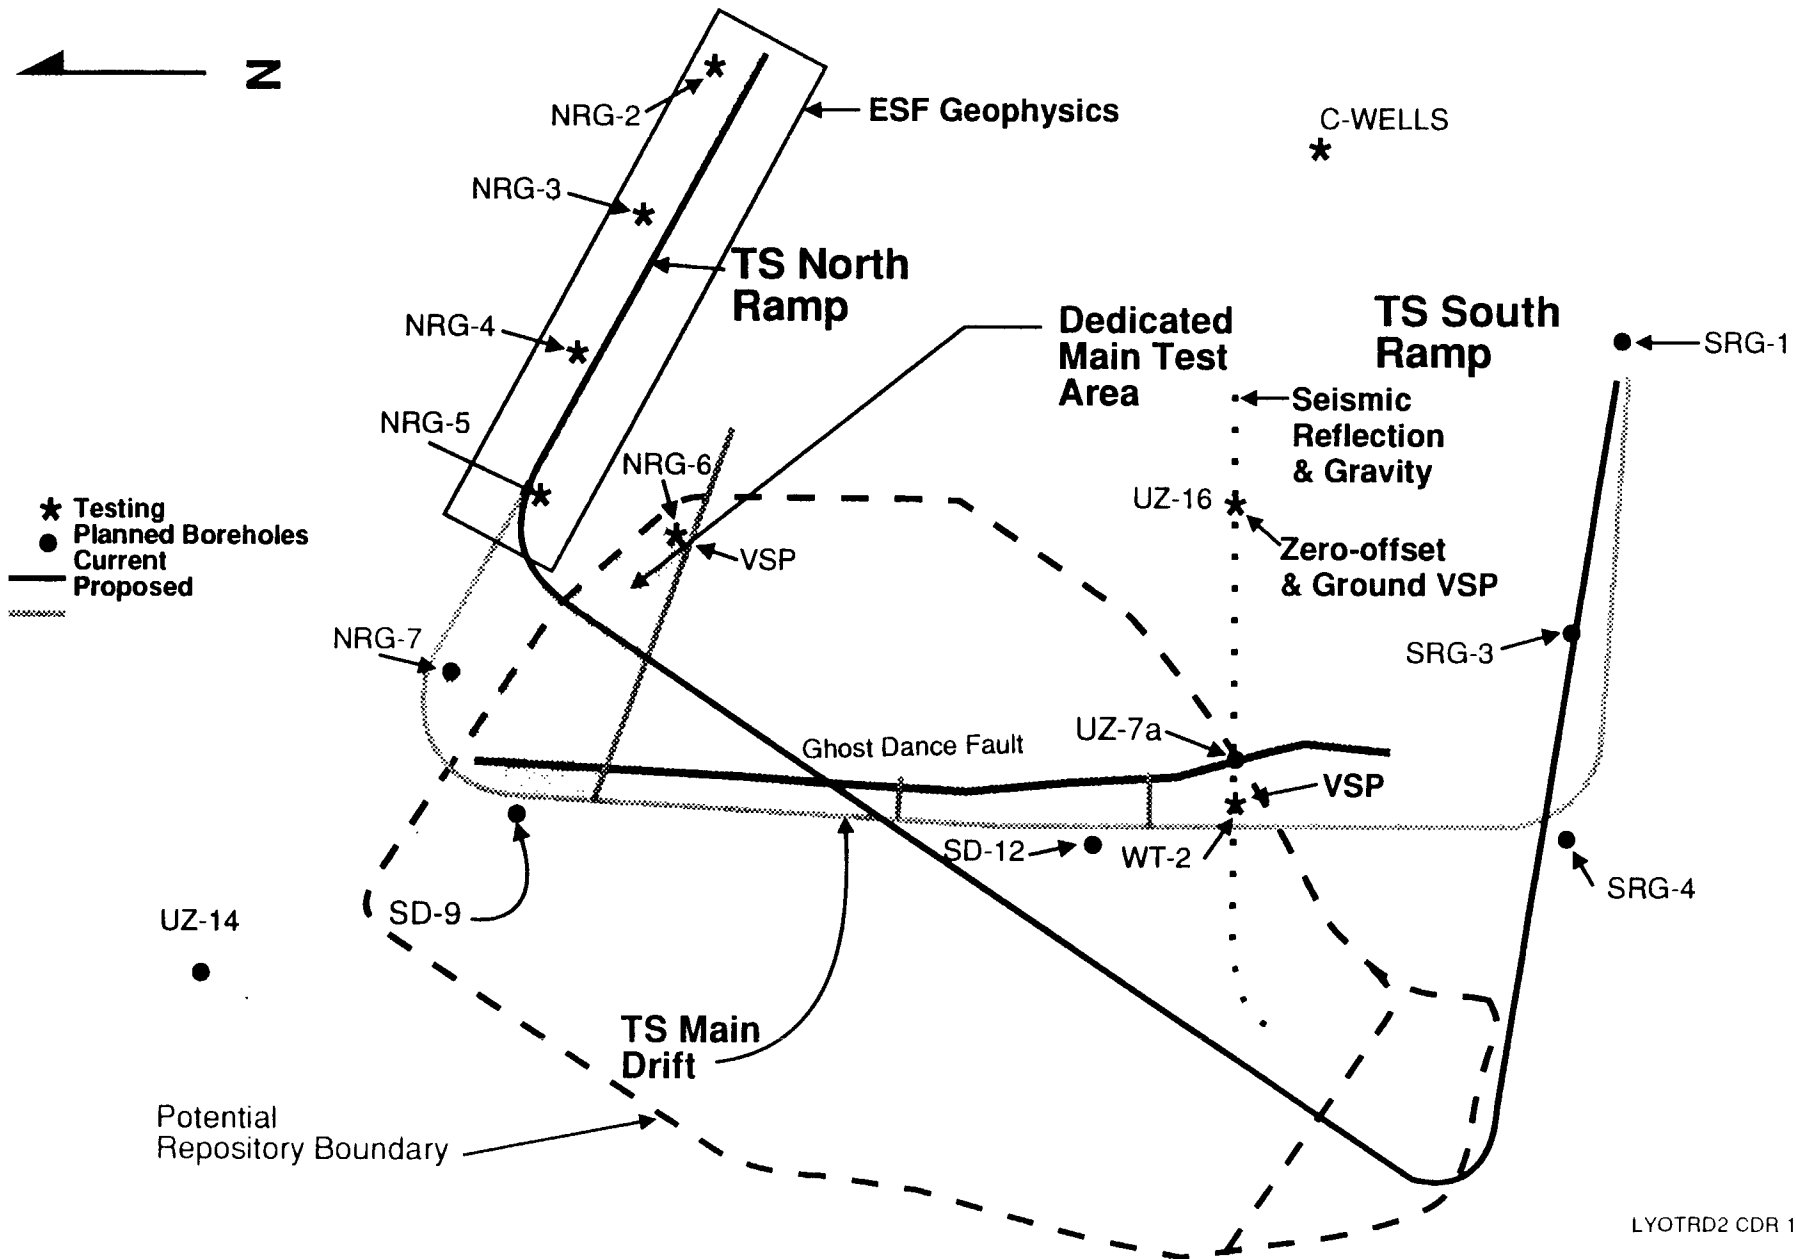 N
NRG-2
ESF Geophysics
C-WELLS
NRG-3
TS North
Ramp
NRG-4
Dedicated
Main Test
Area
TS South
Ramp
SRG-1
Seismic
Reflection
& Gravity
NRG-5
NRG-6
UZ-16
Testing
Planned Boreholes
Current
Proposed
VSP
Zero-offset
& Ground VSP
NRG-7
SRG-3
UZ-7a
Ghost Dance Fault
VSP
SD-12
WT-2
SRG-4
SD-9
UZ-14
TS Main
Drift
Potential
Repository Boundary
LYOTRD2 CDR 1